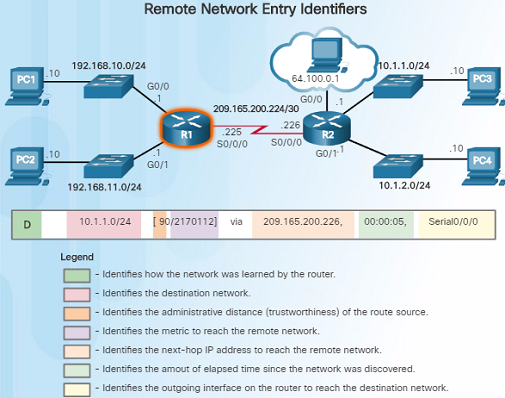 Remote Network Entry Identifiers
PC1
.10
192.168.10.0/24
G0/0
.1
R1
PC2
.10
192.168.11.0/24
.1
G0/1
209.165.200.224/30
.225
S0/0/0
.226
S0/0/0
64.100.0.1
G0/0
.1
R2
G0/1
.1
10.1.1.0/24
.10
PC3
10.1.2.0/24
.10
PC4
D 10.1.1.0/24 [ 90/2170112] via 209.165.200.226, 00:00:05, Serial0/0/0
Legend
- Identifies how the network was learned by the router.
- Identifies the destination network.
- Identifies the administrative distance (trustworthiness) of the route source.
- Identifies the metric to reach the remote network.
- Identifies the next-hop IP address to reach the remote network.
- Identifies the amout of elapsed time since the network was discovered.
- Identifies the outgoing interface on the router to reach the destination network.